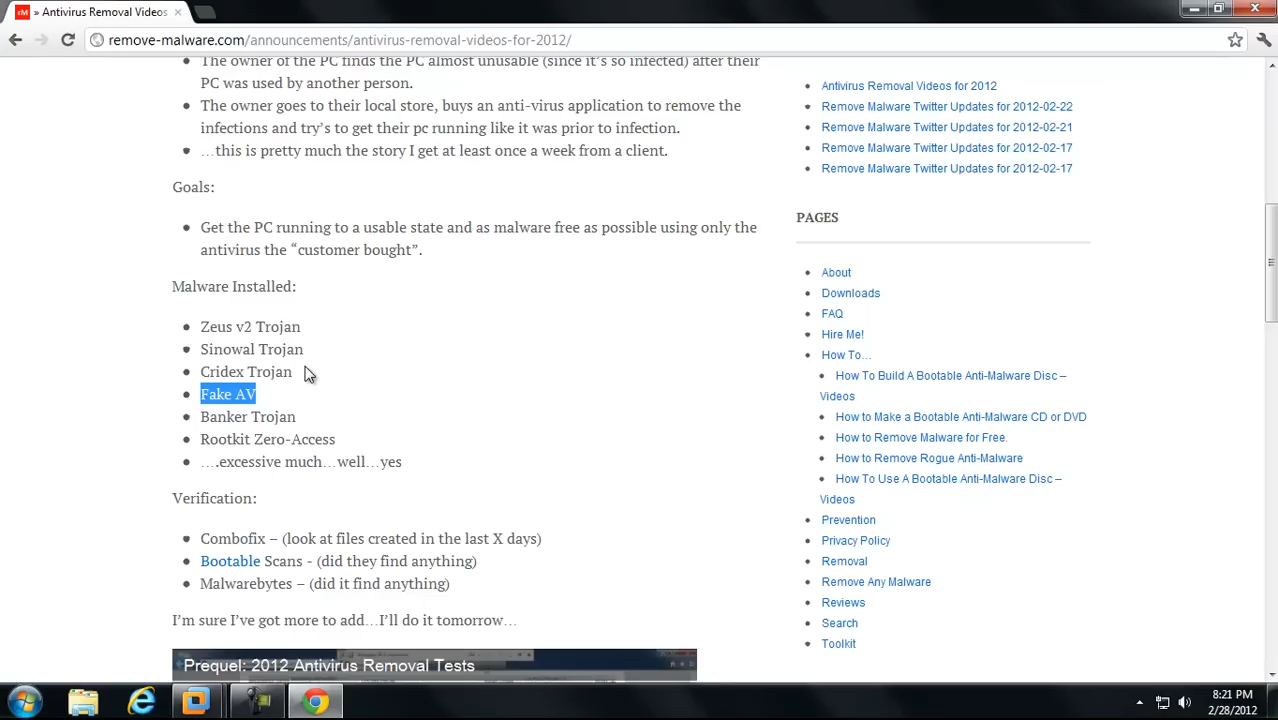 » Antivirus Removal Videos
remove-malware.com/announcements/antivirus-removal-videos-for-2012/
The owner of the PC finds the PC almost unusable (since it's so infected) after their
PC was used by another person.
The owner goes to their local store, buys an anti-virus application to remove the
infections and try's to get their pc running like it was prior to infection.
…this is pretty much the story I get at least once a week from a client.
Goals:
Get the PC running to a usable state and as malware free as possible using only the
antivirus the “customer bought”.
Malware Installed:
Zeus v2 Trojan
Sinowal Trojan
Cridex Trojan
Fake AV
Banker Trojan
Rootkit Zero-Access
….excessive much…well…yes
Verification:
Combofix – (look at files created in the last X days)
Bootable Scans - (did they find anything)
Malwarebytes – (did it find anything)
I'm sure I've got more to add…I'll do it tomorrow…
Prequel: 2012 Antivirus Removal Tests
Antivirus Removal Videos for 2012
Remove Malware Twitter Updates for 2012-02-22
Remove Malware Twitter Updates for 2012-02-21
Remove Malware Twitter Updates for 2012-02-17
Remove Malware Twitter Updates for 2012-02-17
PAGES
About
Downloads
FAQ
Hire Me!
How To…
How To Build A Bootable Anti-Malware Disc –
Videos
How to Make a Bootable Anti-Malware CD or DVD
How to Remove Malware for Free.
How to Remove Rogue Anti-Malware
How To Use A Bootable Anti-Malware Disc –
Videos
Prevention
Privacy Policy
Removal
Remove Any Malware
Reviews
Search
Toolkit
8:21 PM
2/28/2012